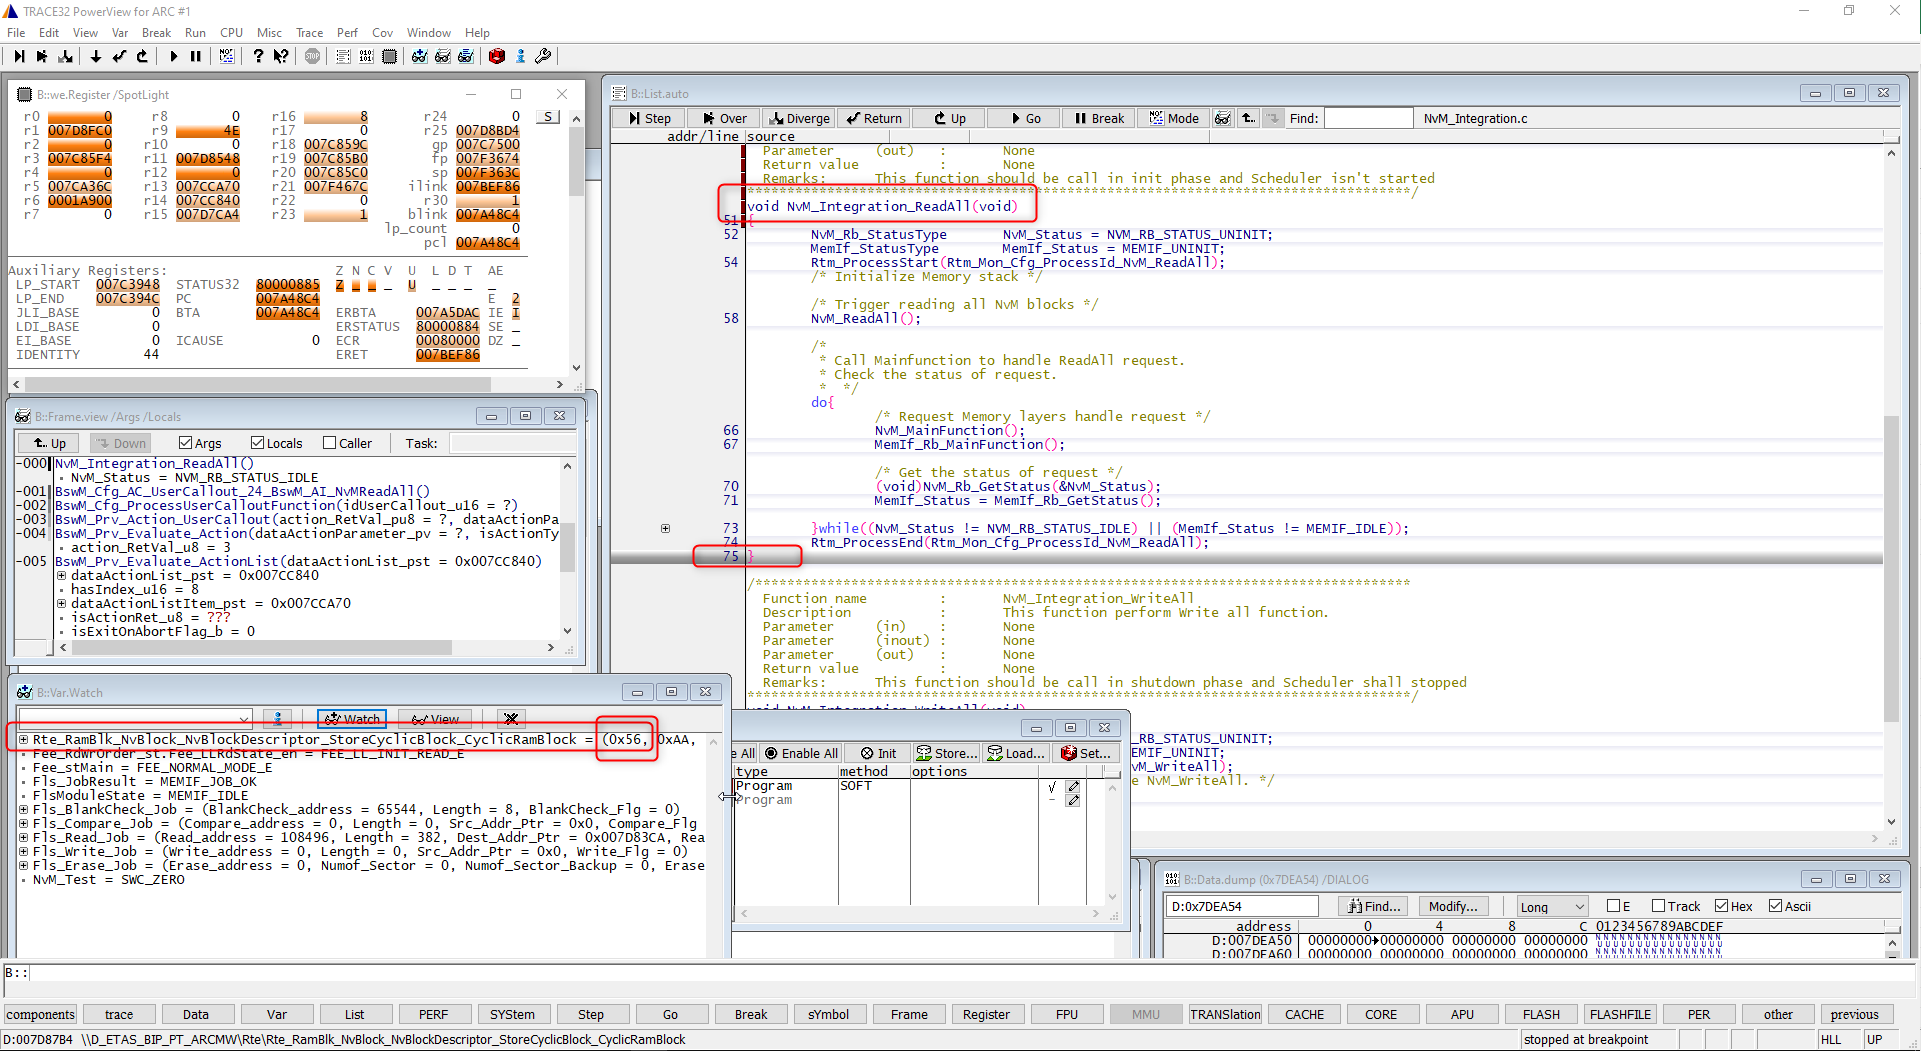 TRACE32 PowerView for ARC #1
File Edit View Var Break Run CPU Misc Trace Perf Cov Window Help
B::we.Register /SpotLight
r0 0 r8 0 r16 8 r24 0 S
r1 007D8FC0 r9 4E r17 0 r25 007D8BD4
r2 0 r10 0 r18 007C859C gp 007C7500
r3 007C85F4 r11 007D8548 r19 007C85B0 fp 007F3674
r4 0 r12 0 r20 007C85C0 sp 007F363C
r5 007CA36C r13 007CCA70 r21 007F467C ilink 007BEF86
r6 0001A900 r14 007CC840 r22 0 r30 1
r7 0 r15 007D7CA4 r23 1 blink 007A48C4
lp_count 0
pcl 007A48C4
Auxiliary Registers: Z N C V U L D T AE
LP_START 007C3948 STATUS32 80000885 Z _ _ _ U _ _ _ _
LP_END 007C394C PC 007A48C4 E 2
JLI_BASE 0 BTA 007A48C4 ERBTA 007A5DAC IE I
LDI_BASE 0 ERSTATUS 80000884 SE _
EI_BASE 0 ICAUSE 0 ECR 00080000 DZ _
IDENTITY 44 ERET 007BEF86
B::Frame.view /Args /Locals
Up Down Args Locals Caller Task:
-000 NvM_Integration_ReadAll()
NvM_Status = NVM_RB_STATUS_IDLE
-001 BswM_Cfg_AC_UserCallout_24_BswM_AI_NvMReadAll()
-002 BswM_Cfg_ProcessUserCalloutFunction(idUserCallout_u16 = ?)
-003 BswM_Prv_Action_UserCallout(action_RetVal_pu8 = ?, dataActionPa
-004 BswM_Prv_Evaluate_Action(dataActionParameter_pv = ?, isActionTy
action_RetVal_u8 = 3
-005 BswM_Prv_Evaluate_ActionList(dataActionList_pst = 0x007CC840)
dataActionList_pst = 0x007CC840
hasIndex_u16 = 8
dataActionListItem_pst = 0x007CCA70
isActionRet_u8 = ???
isExitOnAbortFlag_b = 0
B::Var.Watch
Watch View
Rte_RamBlk_NvBlock_NvBlockDescriptor_StoreCyclicBlock_CyclicRamBlock = (0x56, 0xAA,
Fee_RdWrOrder_st.Fee_LLRdState_en = FEE_LL_INIT_READ_E
Fee_stMain = FEE_NORMAL_MODE_E
Fls_JobResult = MEMIF_JOB_OK
FlsModuleState = MEMIF_IDLE
Fls_BlankCheck_Job = (BlankCheck_address = 65544, Length = 8, BlankCheck_Flg = 0)
Fls_Compare_Job = (Compare_address = 0, Length = 0, Src_Addr_Ptr = 0x0, Compare_Flg
Fls_Read_Job = (Read_address = 108496, Length = 382, Dest_Addr_Ptr = 0x007D83CA, Rea
Fls_Write_Job = (Write_address = 0, Length = 0, Src_Addr_Ptr = 0x0, Write_Flg = 0)
Fls_Erase_Job = (Erase_address = 0, Numof_Sector = 0, Numof_Sector_Backup = 0, Erase
NvM_Test = SWC_ZERO
B::List.auto
Step Over Diverge Return Up Go Break Mode Find: NvM_Integration.c
addr/line source
Parameter (out) : None
Return value : None
Remarks: This function should be call in init phase and Scheduler isn't started
***********************************************************************************/
void NvM_Integration_ReadAll(void)
51 {
52 NvM_Rb_StatusType NvM_Status = NVM_RB_STATUS_UNINIT;
MemIf_StatusType MemIf_Status = MEMIF_UNINIT;
54 Rtm_ProcessStart(Rtm_Mon_Cfg_ProcessId_NvM_ReadAll);
/* Initialize Memory stack */
/* Trigger reading all NvM blocks */
58 NvM_ReadAll();
/*
* Call Mainfunction to handle ReadAll request.
* Check the status of request.
* */
do{
/* Request Memory layers handle request */
66 NvM_MainFunction();
67 MemIf_Rb_MainFunction();
/* Get the status of request */
70 (void)NvM_Rb_GetStatus(&NvM_Status);
71 MemIf_Status = MemIf_Rb_GetStatus();
73 }while((NvM_Status != NVM_RB_STATUS_IDLE) || (MemIf_Status != MEMIF_IDLE));
74 Rtm_ProcessEnd(Rtm_Mon_Cfg_ProcessId_NvM_ReadAll);
75 }
/**********************************************************************************
Function name : NvM_Integration_WriteAll
Description : This function perform Write all function.
Parameter (in) : None
Parameter (inout) : None
Parameter (out) : None
Return value : None
Remarks: This function should be call in shutdown phase and Scheduler shall stopped
***********************************************************************************/
void NvM_Integration_WriteAll(void)
_RB_STATUS_UNINIT;
EMIF_UNINIT;
vM_WriteAll);
e NvM_WriteAll. */
e All Enable All Init Store... Load... Set...
type method options
Program SOFT √
Program -
B::Data.dump (0x7DEA54) /DIALOG
D:0x7DEA54 Find... Modify... Long E Track Hex Ascii
address 0 4 8 C 0123456789ABCDEF
D:007DEA50 00000000 00000000 00000000 00000000
D:007DEA60 00000000 00000000 00000000 00000000
B::
components trace Data Var List PERF SYStem Step Go Break sYmbol Frame Register FPU MMU TRANSlation CACHE CORE APU FLASH FLASHFILE PER other previous
D:007D87B4 \\D_ETAS_BIP_PT_ARCMW\Rte\Rte_RamBlk_NvBlock_NvBlockDescriptor_StoreCyclicBlock_CyclicRamBlock stopped at breakpoint HLL UP